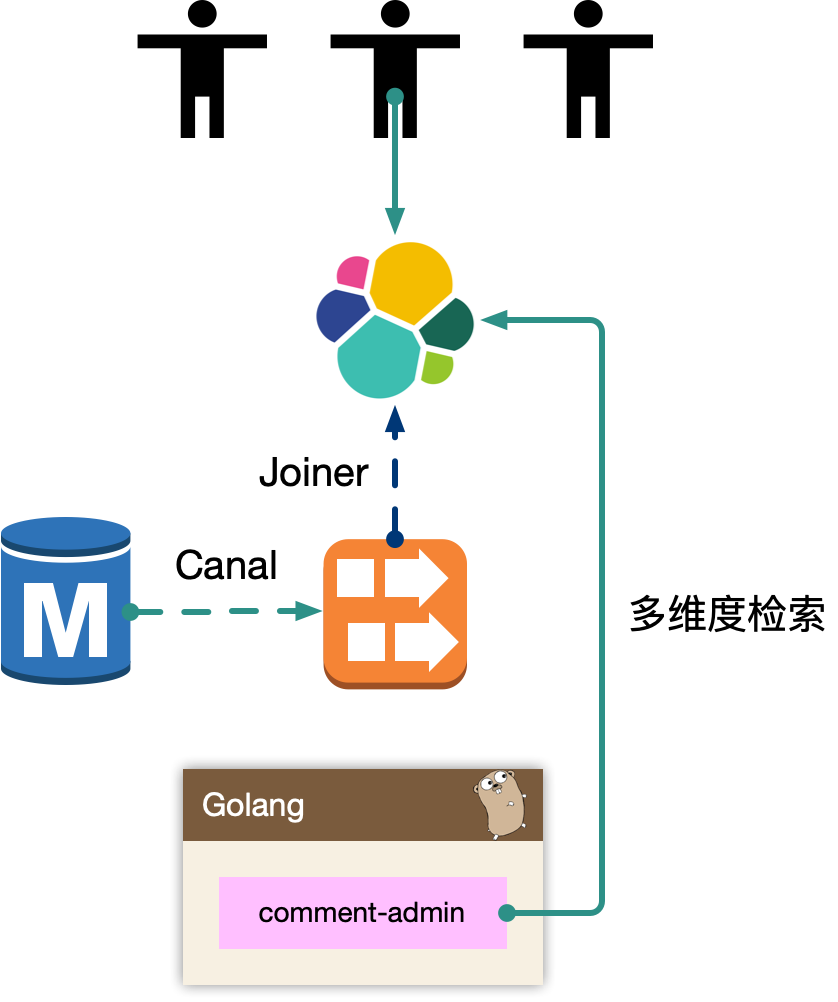 Joiner
Canal
M
多维度检索
Golang
comment-admin